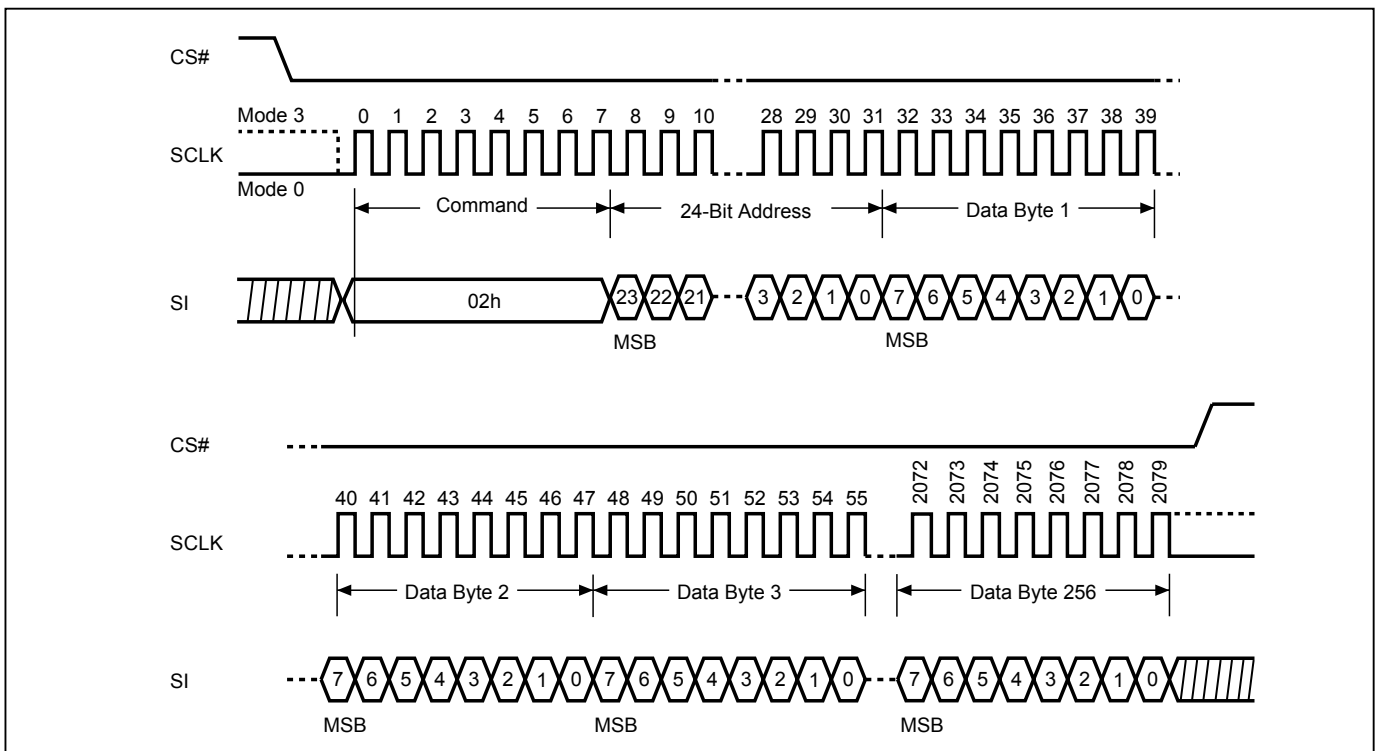 CS#
Mode 3
0 1 2 3 4 5 6 7 8 9 10 28 29 30 31 32 33 34 35 36 37 38 39
SCLK
Mode 0
Command 24-Bit Address Data Byte 1
SI 02h 23 22 21 3 2 1 0 7 6 5 4 3 2 1 0
MSB MSB
CS#
40 41 42 43 44 45 46 47 48 49 50 51 52 53 54 55 2072 2073 2074 2075 2076 2077 2078 2079
SCLK
Data Byte 2 Data Byte 3 Data Byte 256
SI 7 6 5 4 3 2 1 0 7 6 5 4 3 2 1 0 7 6 5 4 3 2 1 0
MSB MSB MSB